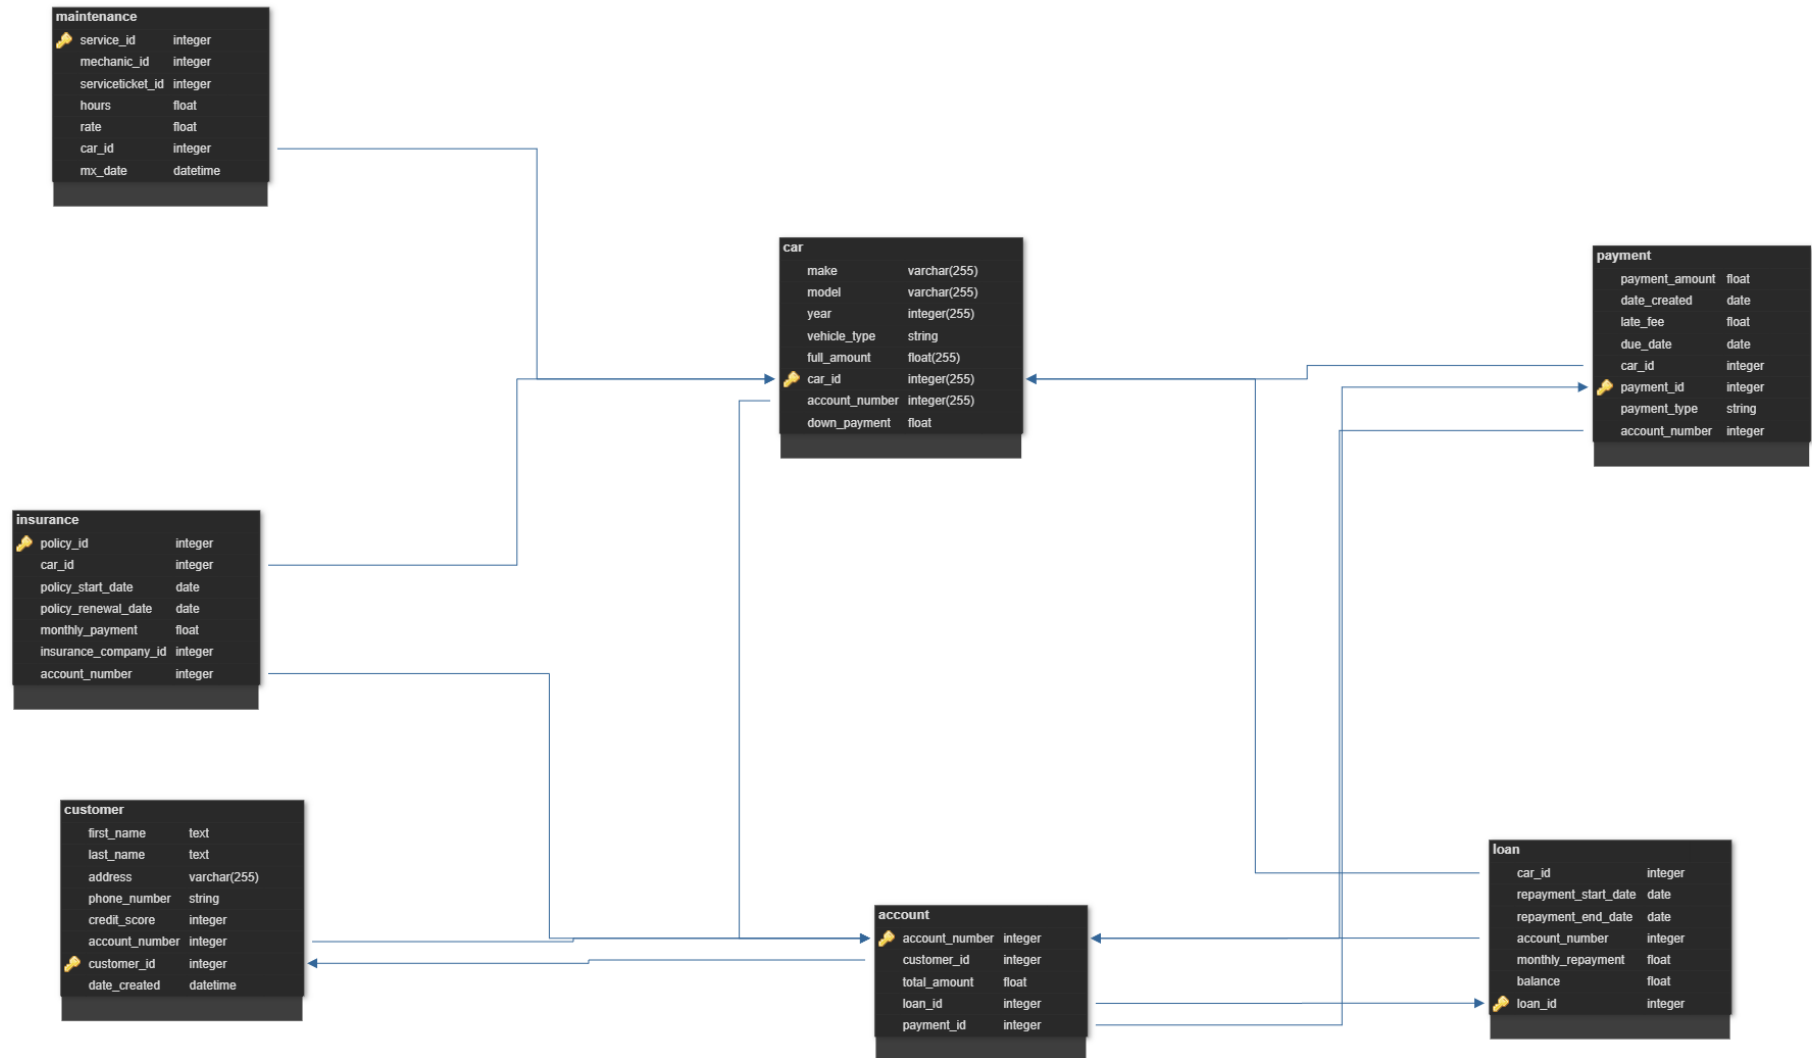 maintenance
service_id integer
mechanic_id integer
serviceticket_id integer
hours float
rate float
car_id integer
mx_date datetime
car
make varchar(255)
model varchar(255)
year integer(255)
vehicle_type string
full_amount float(255)
car_id integer(255)
account_number integer(255)
down_payment float
payment
payment_amount float
date_created date
late_fee float
due_date date
car_id integer
payment_id integer
payment_type string
account_number integer
insurance
policy_id integer
car_id integer
policy_start_date date
policy_renewal_date date
monthly_payment float
insurance_company_id integer
account_number integer
customer
first_name text
last_name text
address varchar(255)
phone_number string
credit_score integer
account_number integer
customer_id integer
date_created datetime
account
account_number integer
customer_id integer
total_amount float
loan_id integer
payment_id integer
loan
car_id integer
repayment_start_date date
repayment_end_date date
account_number integer
monthly_repayment float
balance float
loan_id integer